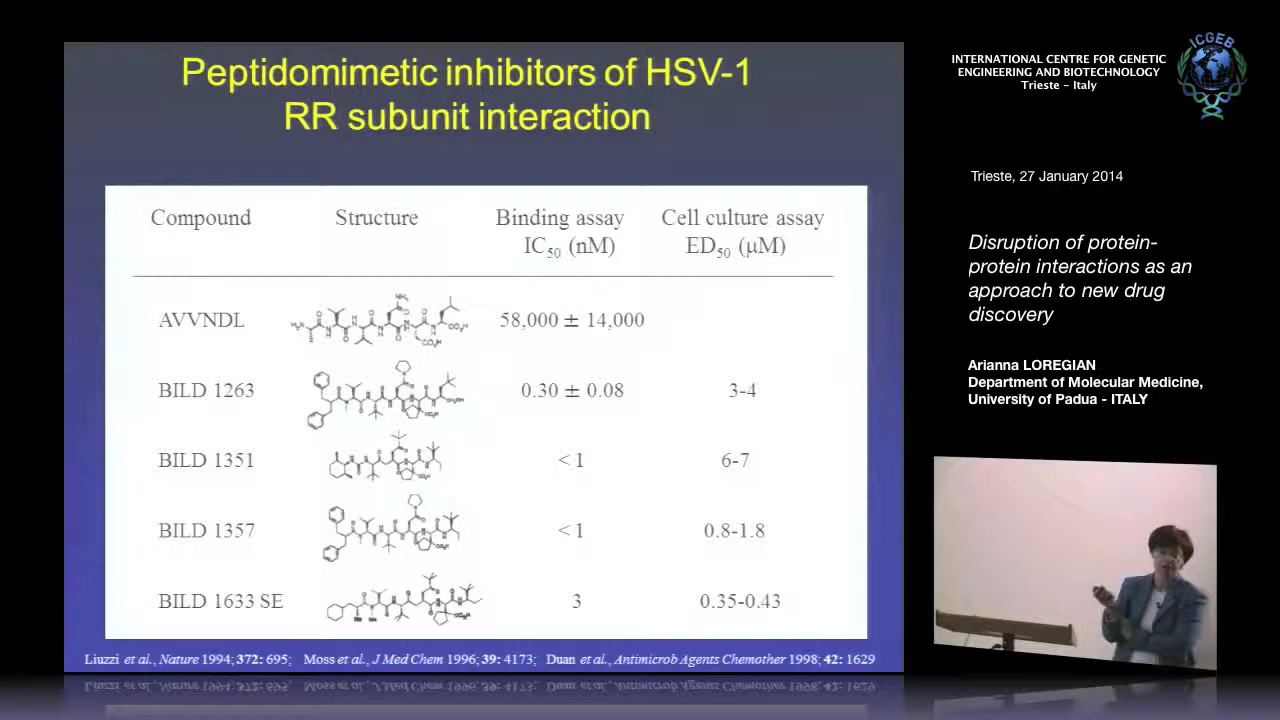 Peptidomimetic inhibitors of HSV-1
RR subunit interaction
Compound Structure Binding assay IC50 (nM) Cell culture assay ED50 (μM)
AVVNDL 58,000 ± 14,000
BILD 1263 0.30 ± 0.08 3-4
BILD 1351 < 1 6-7
BILD 1357 < 1 0.8-1.8
BILD 1633 SE 3 0.35-0.43
Liuzzi et al., Nature 1994; 372: 695; Moss et al., J Med Chem 1996; 39: 4173; Duan et al., Antimicrob Agents Chemother 1998; 42: 1629
INTERNATIONAL CENTRE FOR GENETIC
ENGINEERING AND BIOTECHNOLOGY
Trieste - Italy
ICGEB
Trieste, 27 January 2014
Disruption of protein-
protein interactions as an
approach to new drug
discovery
Arianna LOREGIAN
Department of Molecular Medicine,
University of Padua - ITALY